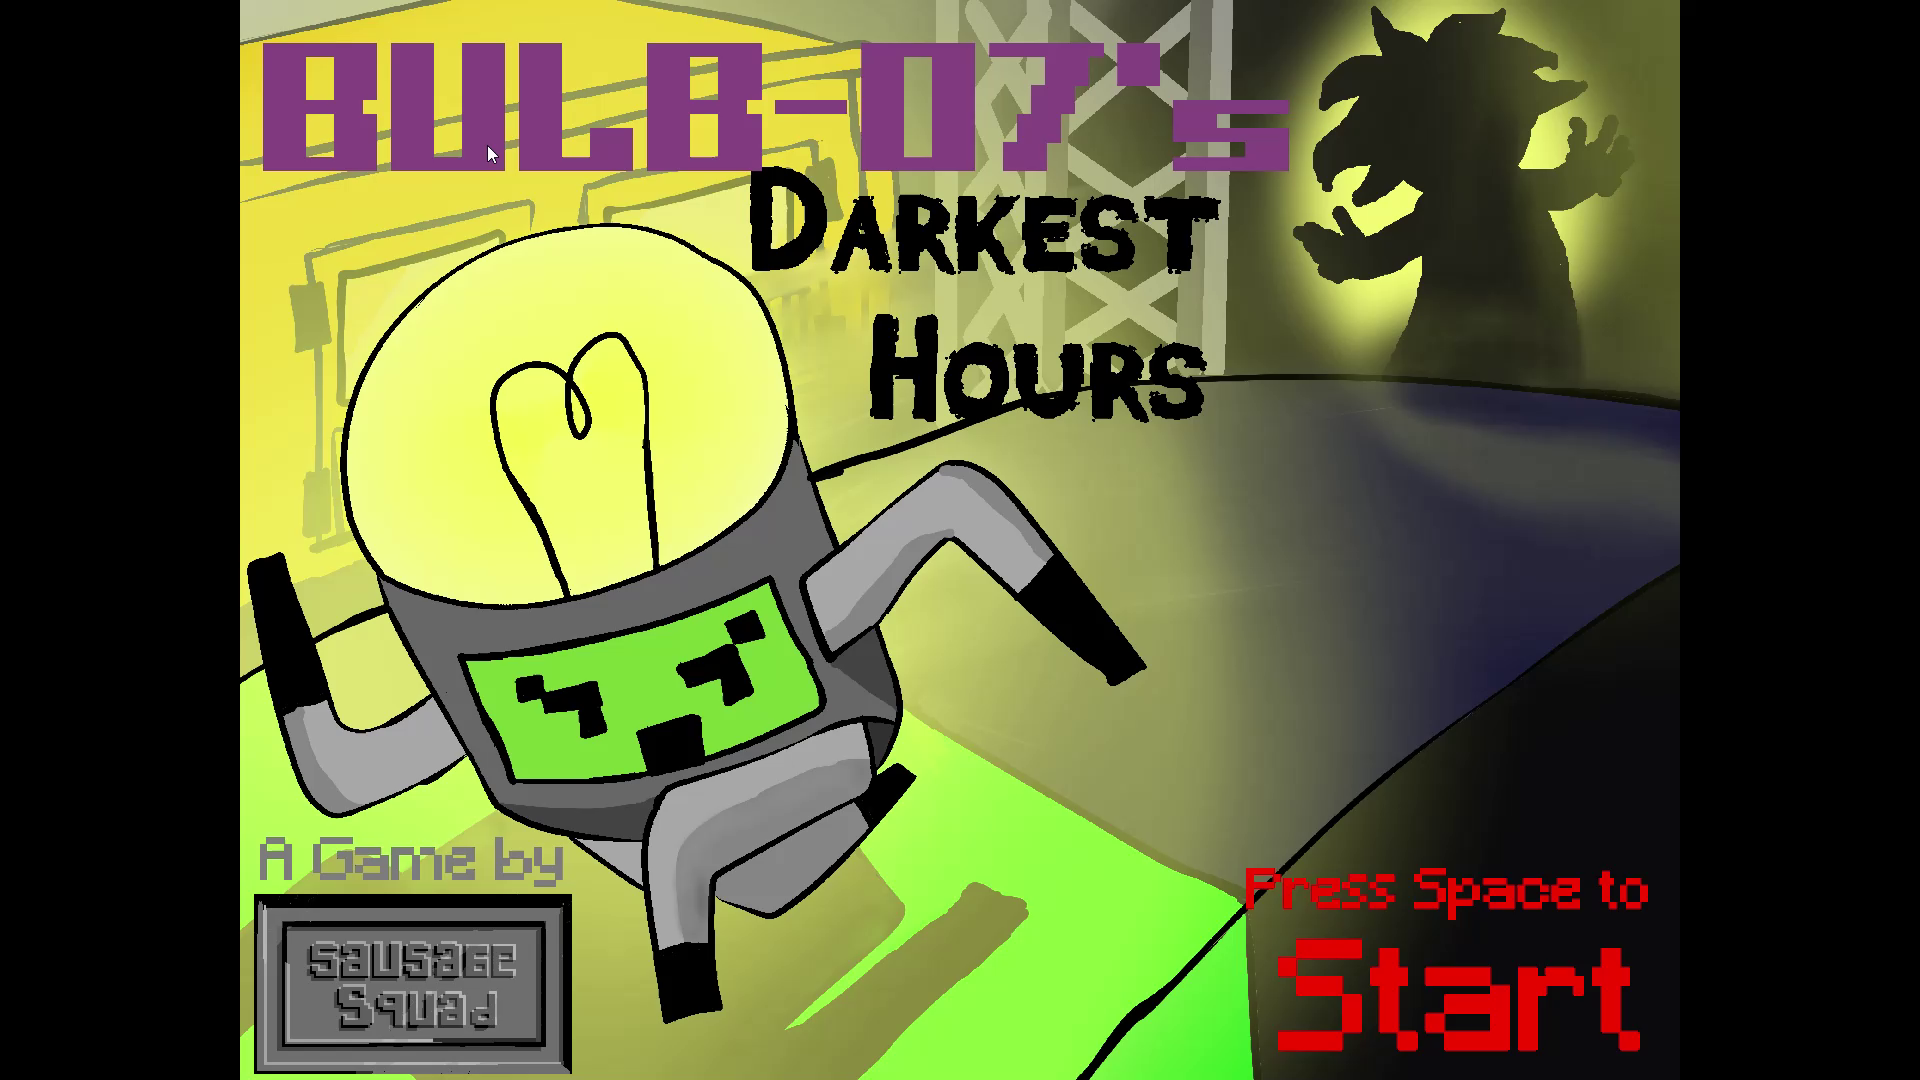 BULB-07's
Darkest
Hours
A Game by
Sausage
Squad
Press Space to
Start